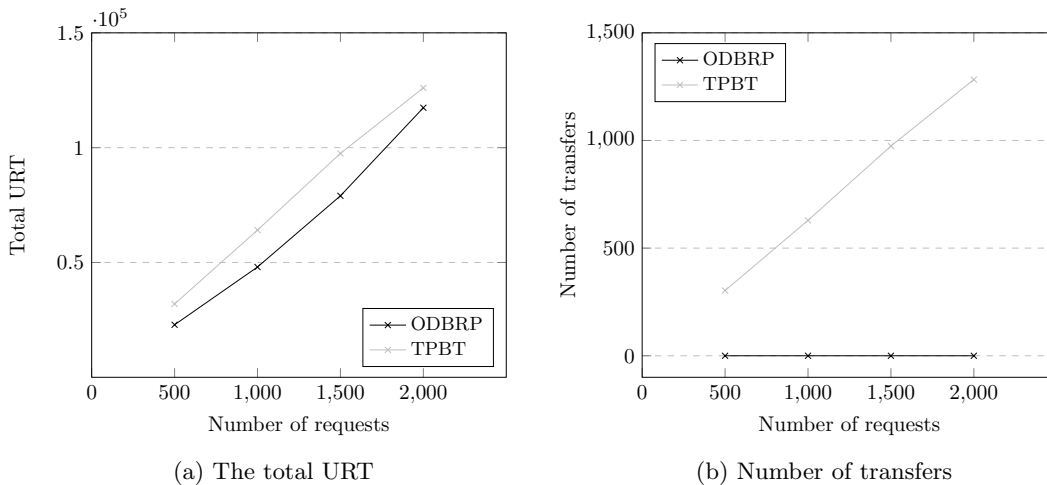 ·10^5
1.5
1
0.5
Total URT
0
500
1,000
1,500
2,000
Number of requests
ODBRP
TPBT
(a) The total URT
1,500
1,000
500
0
Number of transfers
0
500
1,000
1,500
2,000
Number of requests
ODBRP
TPBT
(b) Number of transfers